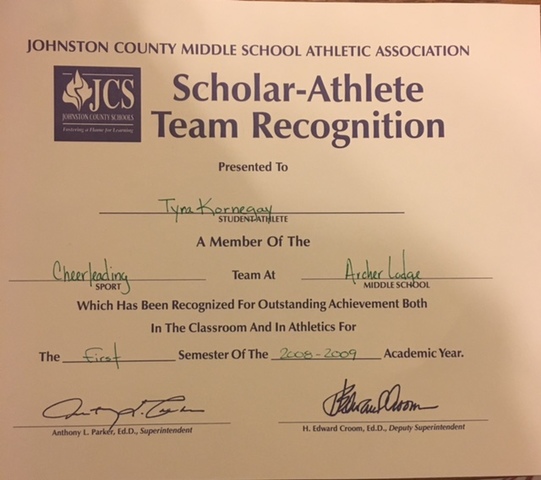 JOHNSTON COUNTY MIDDLE SCHOOL ATHLETIC ASSOCIATION
JCS
JOHNSTON COUNTY SCHOOLS
Fostering a Flame for Learning
Scholar-Athlete
Team Recognition
Presented To
Tyra Kornegay
STUDENT-ATHLETE
A Member Of The
Cheerleading Team At Archer Lodge
SPORT MIDDLE SCHOOL
Which Has Been Recognized For Outstanding Achievement Both
In The Classroom And In Athletics For
The First Semester Of The 2008-2009 Academic Year.
H Edward Croom
Anthony L. Parker, Ed.D., Superintendent
H. Edward Croom, Ed.D., Deputy Superintendent